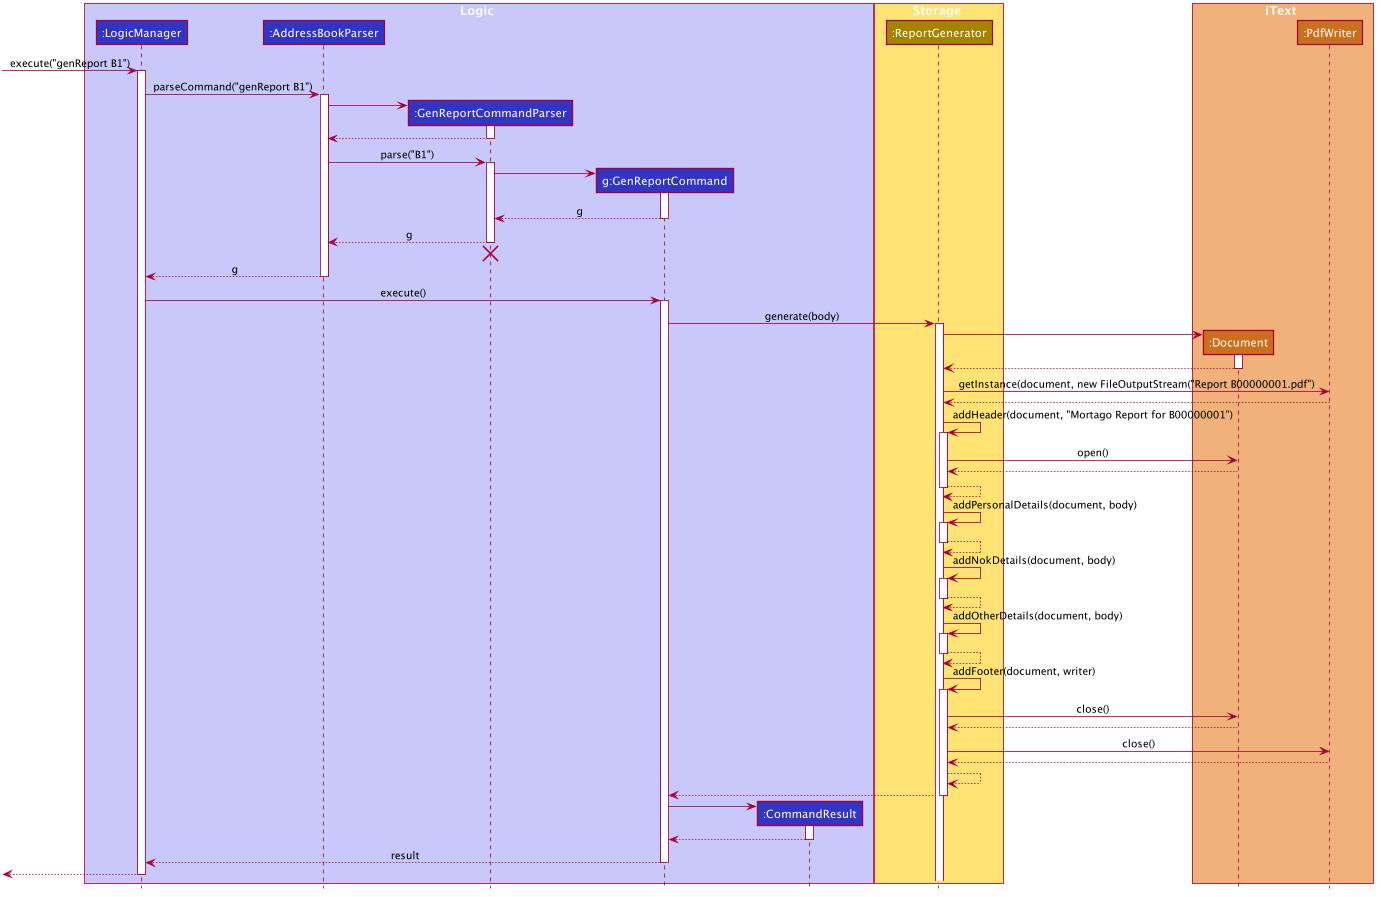 Logic
Storage
iText
:LogicManager
:AddressBookParser
:ReportGenerator
:PdfWriter
execute("genReport B1")
parseCommand("genReport B1")
:GenReportCommandParser
parse("B1")
g:GenReportCommand
g
g
g
execute()
generate(body)
:Document
getInstance(document, new FileOutputStream("Report B00000001.pdf")
addHeader(document, "Mortago Report for B00000001")
open()
addPersonalDetails(document, body)
addNokDetails(document, body)
addOtherDetails(document, body)
addFooter(document, writer)
close()
close()
:CommandResult
result